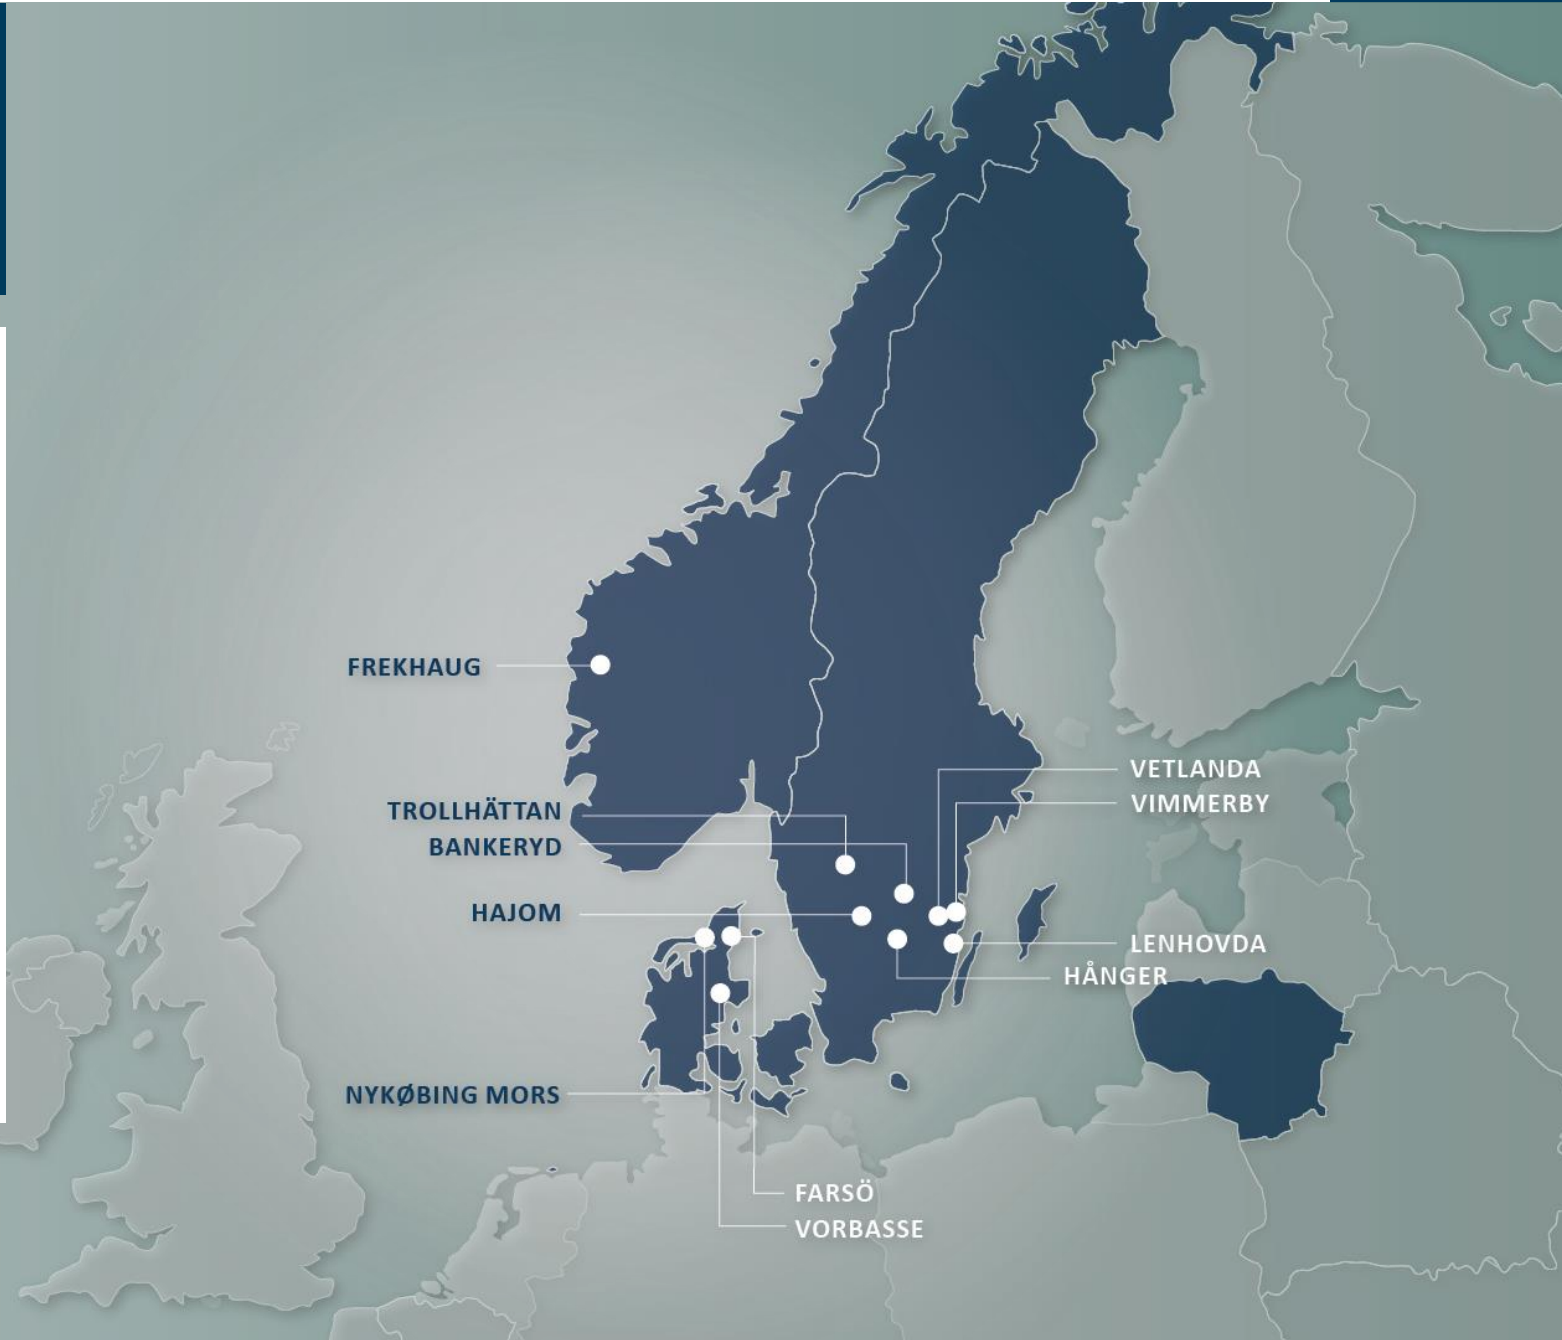 FREKHAUG
VETLANDA
VIMMERBY
TROLLHÄTTAN
BANKERYD
HAJOM
LENHOVDA
HÅNGER
NYKØBING MORS
FARSÖ
VORBASSE